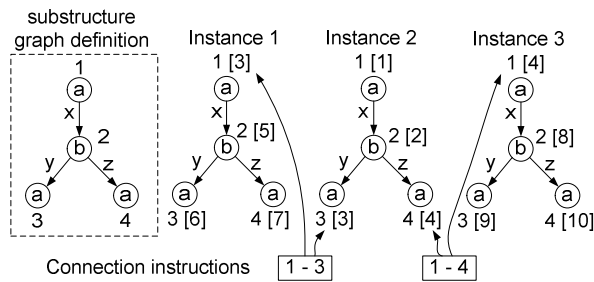 substructure
graph definition
Instance 1
Instance 2
Instance 3
1
1 [3]
1 [1]
1 [4]
a
a
a
a
x
x
x
x
b
2
b
2 [5]
b
2 [2]
b
2 [8]
y
z
y
z
y
z
y
z
a
a
a
a
a
a
a
a
3
4
3 [6]
4 [7]
3 [3]
4 [4]
3 [9]
4 [10]
Connection instructions
1 - 3
1 - 4